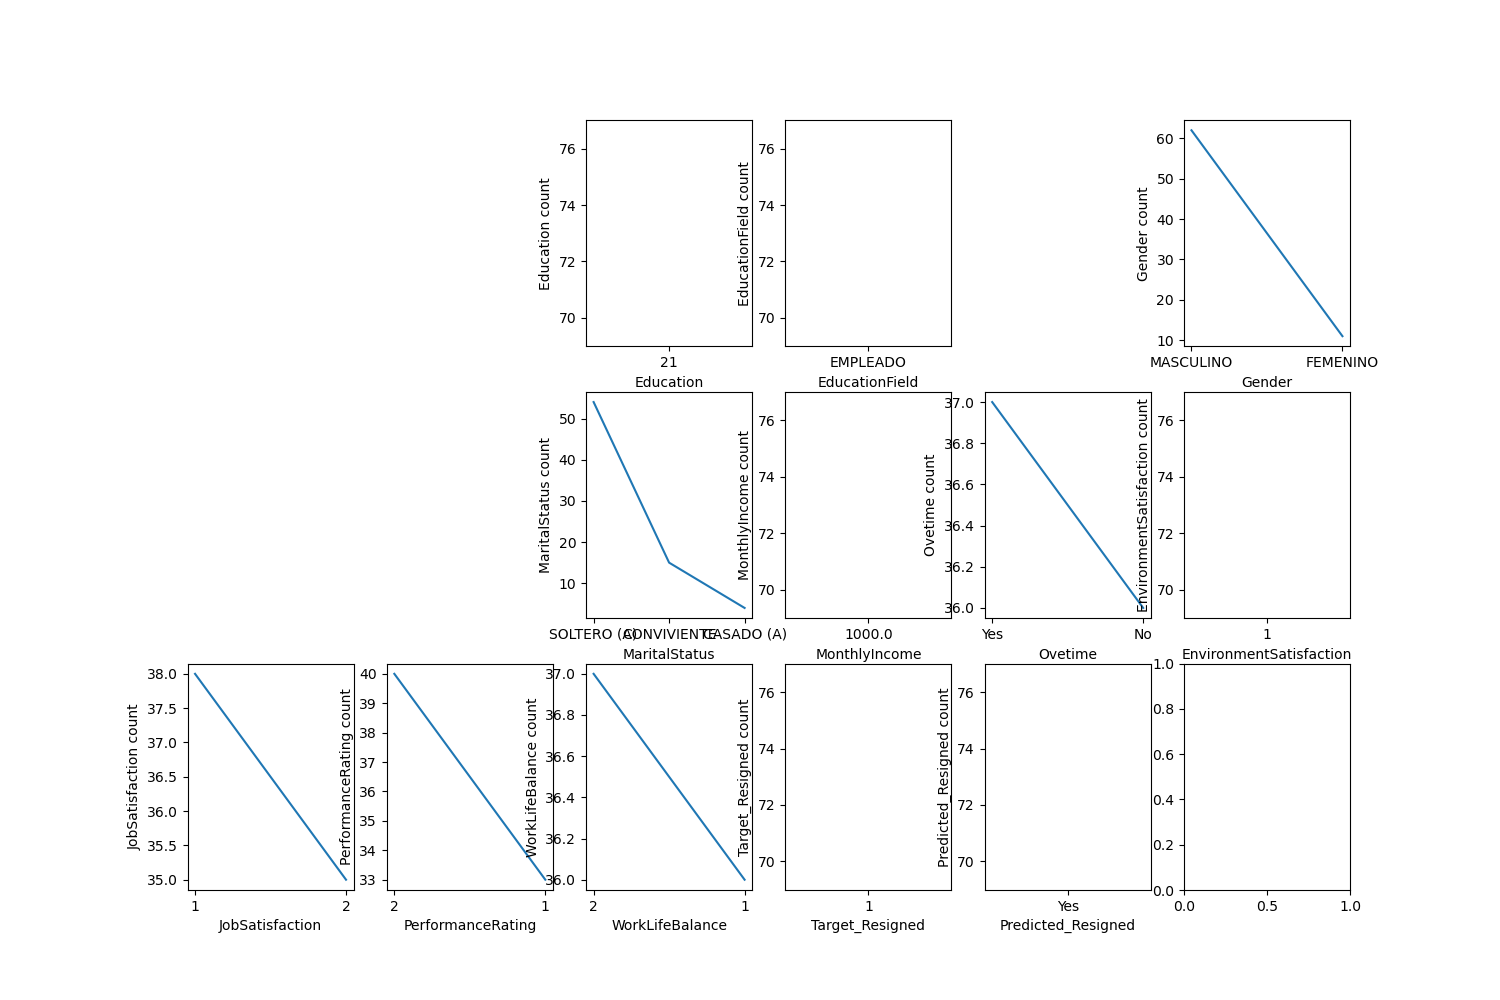 Education count
76
74
72
70
21
Education
EducationField count
76
74
72
70
EMPLEADO
EducationField
Gender count
60
50
40
30
20
10
MASCULINO FEMENINO
Gender
MaritalStatus count
50
40
30
20
10
SOLTERO (A) CONVIVIENTE CASADO (A)
MaritalStatus
MonthlyIncome count
76
74
72
70
1000.0
MonthlyIncome
Ovetime count
37.0
36.8
36.6
36.4
36.2
36.0
Yes No
Ovetime
EnvironmentSatisfaction count
76
74
72
70
1
EnvironmentSatisfaction
JobSatisfaction count
38.0
37.5
37.0
36.5
36.0
35.5
35.0
1 2
JobSatisfaction
PerformanceRating count
40
39
38
37
36
35
34
33
2 1
PerformanceRating
WorkLifeBalance count
37.0
36.8
36.6
36.4
36.2
36.0
2 1
WorkLifeBalance
Target_Resigned count
76
74
72
70
1
Target_Resigned
Predicted_Resigned count
76
74
72
70
Yes
Predicted_Resigned
1.0
0.8
0.6
0.4
0.2
0.0
0.0 0.5 1.0